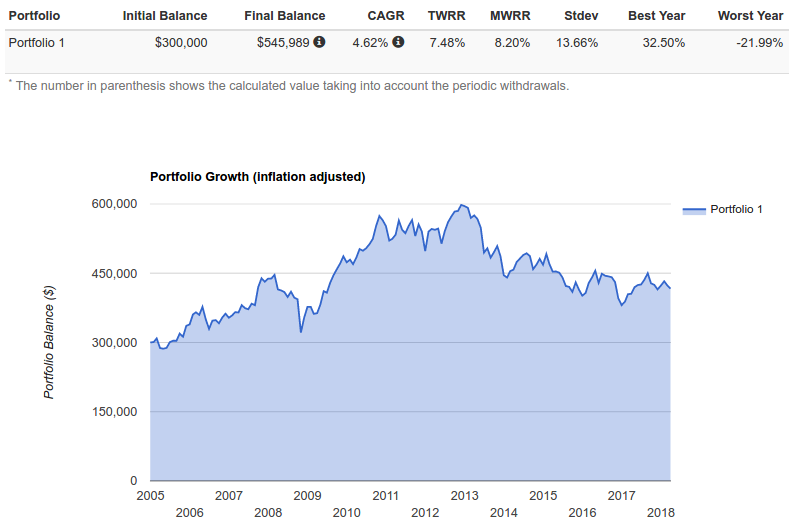 Portfolio Initial Balance Final Balance CAGR TWRR MWRR Stdev Best Year Worst Year
Portfolio 1 $300,000 $545,989 4.62% 7.48% 8.20% 13.66% 32.50% -21.99%
* The number in parenthesis shows the calculated value taking into account the periodic withdrawals.
Portfolio Growth (inflation adjusted)
Portfolio 1
Portfolio Balance ($)
600,000
450,000
300,000
150,000
0
2005 2007 2009 2011 2013 2015 2017
2006 2008 2010 2012 2014 2016 2018